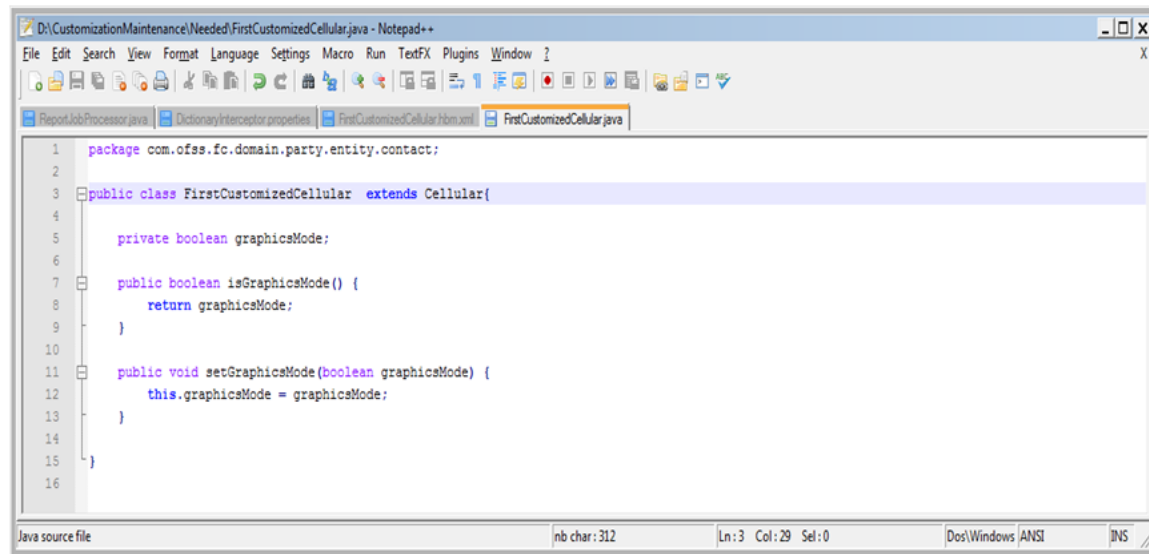 D:\CustomizationMaintenance\Needed\FirstCustomizedCellular.java - Notepad++
File Edit Search View Format Language Settings Macro Run TextFX Plugins Window ? X
ReportJobProcessor.java DictionaryInterceptor.properties FirstCustomizedCellular.hbm.xml FirstCustomizedCellular.java
1 package com.ofss.fc.domain.party.entity.contact;
2
3 public class FirstCustomizedCellular  extends Cellular{
4
5 private boolean graphicsMode;
6
7 public boolean isGraphicsMode() {
8 return graphicsMode;
9 }
10
11 public void setGraphicsMode(boolean graphicsMode) {
12 this.graphicsMode = graphicsMode;
13 }
14
15 }
16
Java source file nb char : 312 Ln : 3 Col : 29 Sel : 0 Dos\Windows ANSI INS